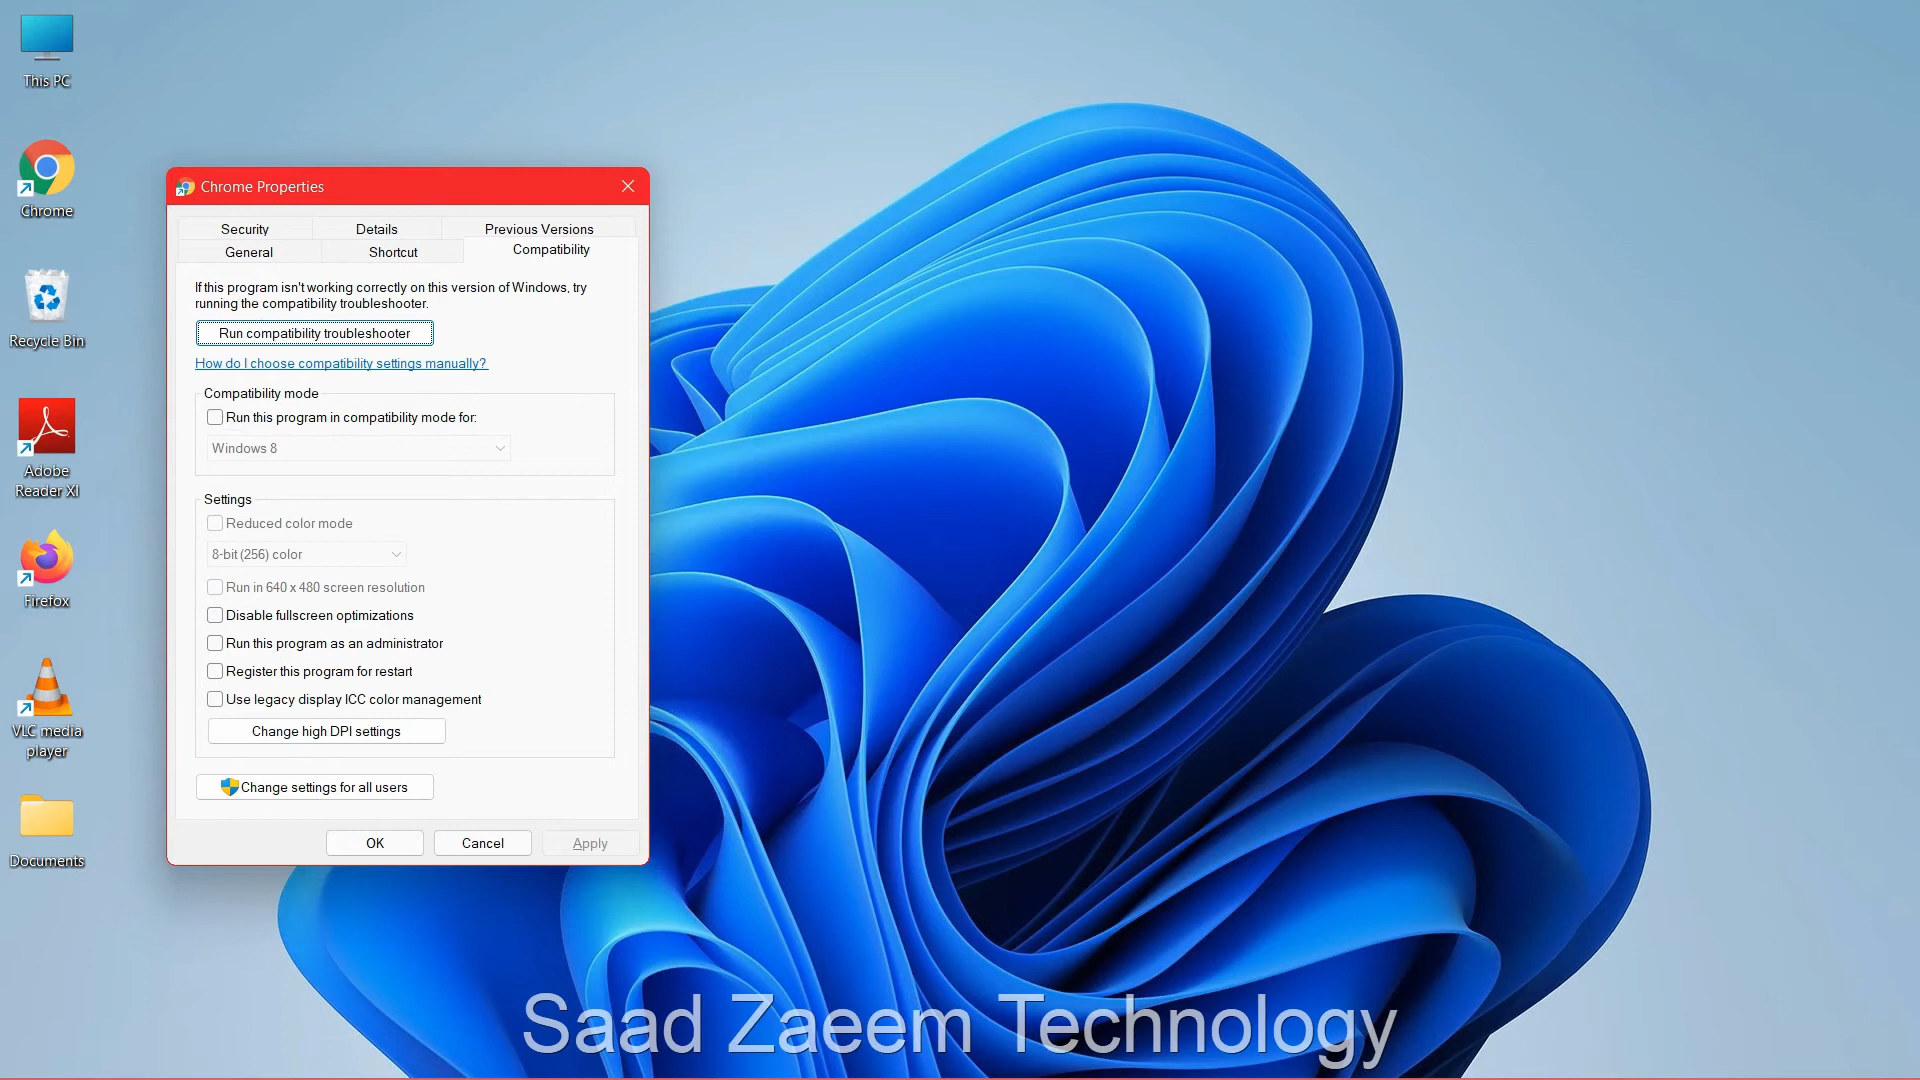 This PC
Chrome
Recycle Bin
Adobe
Reader XI
Firefox
VLC media
player
Documents
Chrome Properties
Security
Details
Previous Versions
General
Shortcut
Compatibility
If this program isn't working correctly on this version of Windows, try
running the compatibility troubleshooter.
Run compatibility troubleshooter
How do I choose compatibility settings manually?
Compatibility mode
Run this program in compatibility mode for:
Windows 8
Settings
Reduced color mode
8-bit (256) color
Run in 640 x 480 screen resolution
Disable fullscreen optimizations
Run this program as an administrator
Register this program for restart
Use legacy display ICC color management
Change high DPI settings
Change settings for all users
OK
Cancel
Apply
Saad Zaeem Technology